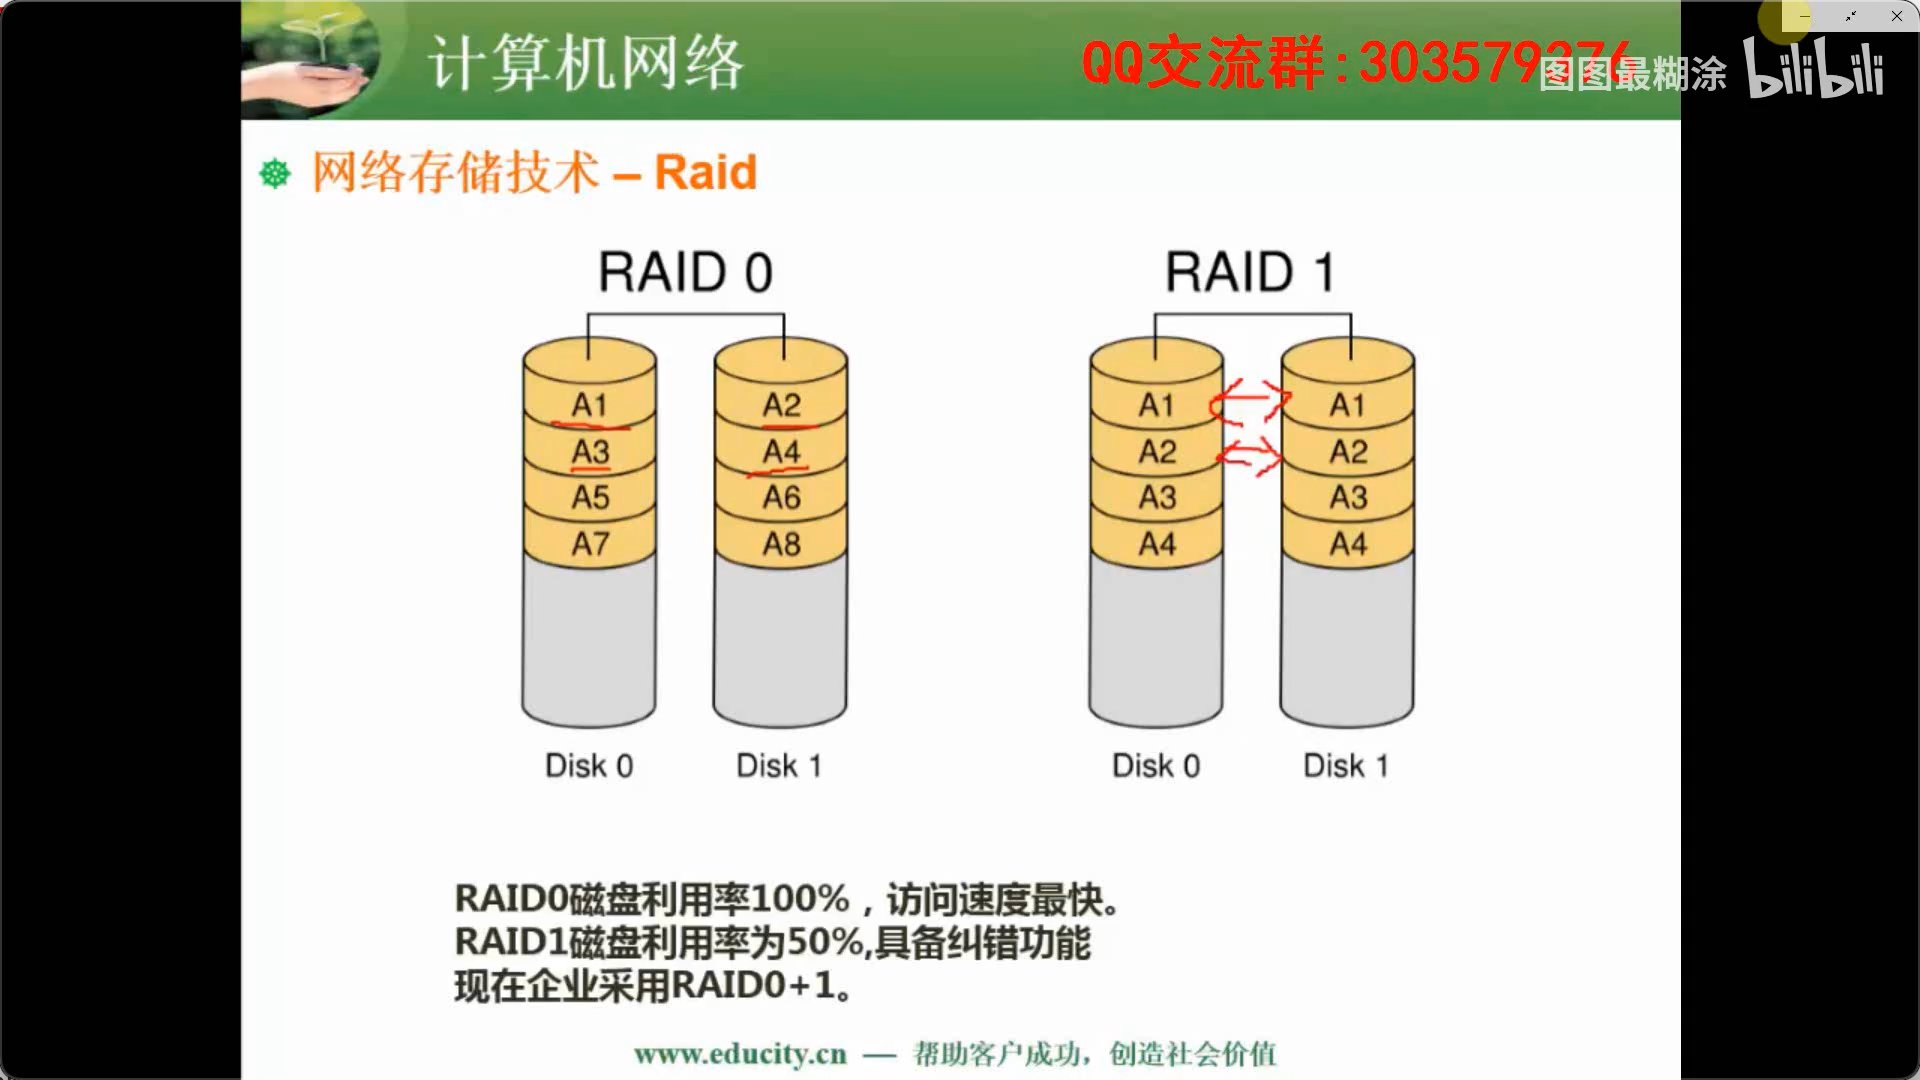 计算机网络
QQ交流群:303579376
图图最糊涂 bilibili
网络存储技术 – Raid
RAID 0
RAID 1
A1 A2 A1 A1
A3 A4 A2 A2
A5 A6 A3 A3
A7 A8 A4 A4
Disk 0 Disk 1 Disk 0 Disk 1
RAID0磁盘利用率100%，访问速度最快。
RAID1磁盘利用率为50%,具备纠错功能
现在企业采用RAID0+1。
www.educity.cn — 帮助客户成功，创造社会价值